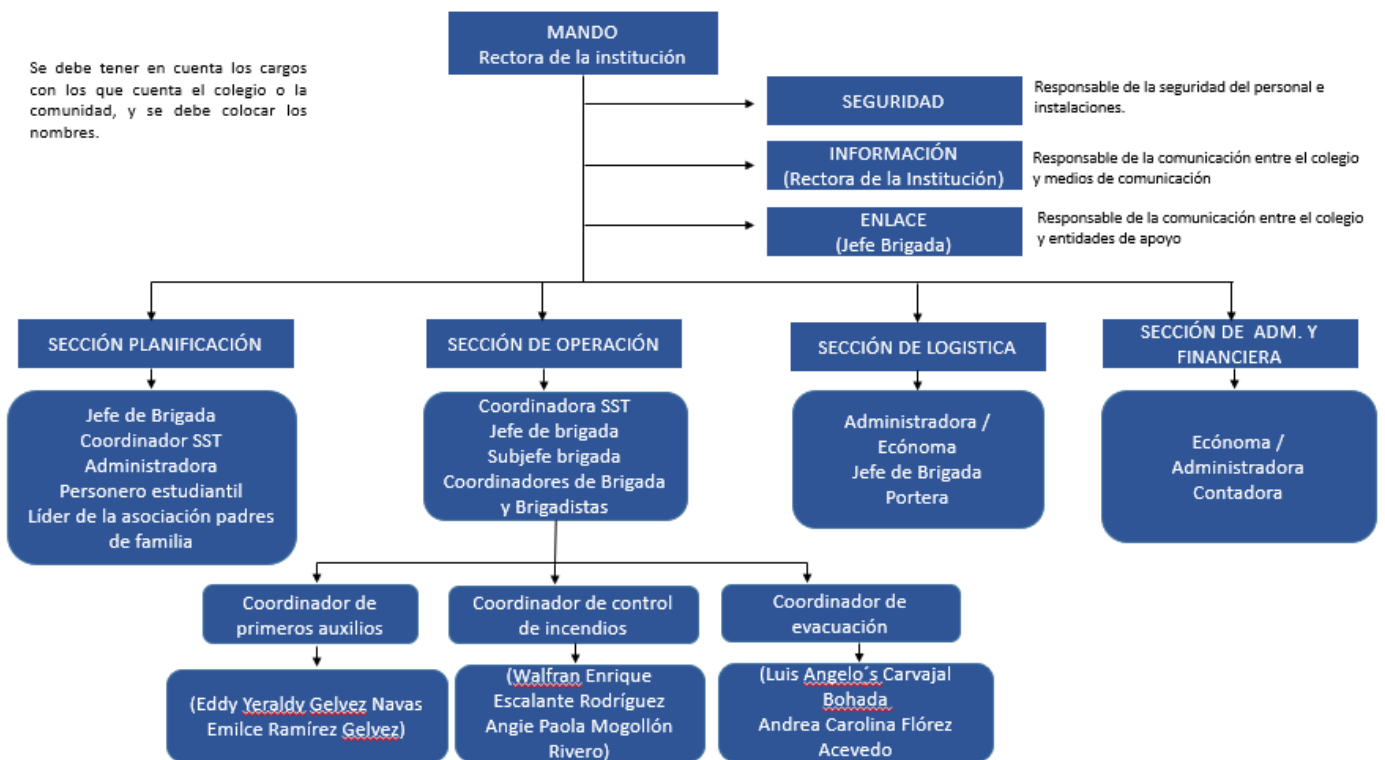 MANDO
Rectora de la institución
Se debe tener en cuenta los cargos
con los que cuenta el colegio o la
comunidad, y se debe colocar los
nombres.
SEGURIDAD
Responsable de la seguridad del personal e
instalaciones.
INFORMACIÓN
(Rectora de la Institución)
Responsable de la comunicación entre el colegio
y medios de comunicación
ENLACE
(Jefe Brigada)
Responsable de la comunicación entre el colegio
y entidades de apoyo
SECCIÓN PLANIFICACIÓN
Jefe de Brigada
Coordinador SST
Administradora
Personero estudiantil
Líder de la asociación padres
de familia
SECCIÓN DE OPERACIÓN
Coordinadora SST
Jefe de brigada
Subjefe brigada
Coordinadores de Brigada
y Brigadistas
SECCIÓN DE LOGISTICA
Administradora /
Ecónoma
Jefe de Brigada
Portera
SECCIÓN DE ADM. Y
FINANCIERA
Ecónoma /
Administradora
Contadora
Coordinador de
primeros auxilios
(Eddy Yeraldy Gelvez Navas
Emilce Ramírez Gelvez)
Coordinador de control
de incendios
(Walfran Enrique
Escalante Rodríguez
Angie Paola Mogollón
Rivero)
Coordinador de
evacuación
(Luis Angelo´s Carvajal
Bohada
Andrea Carolina Flórez
Acevedo